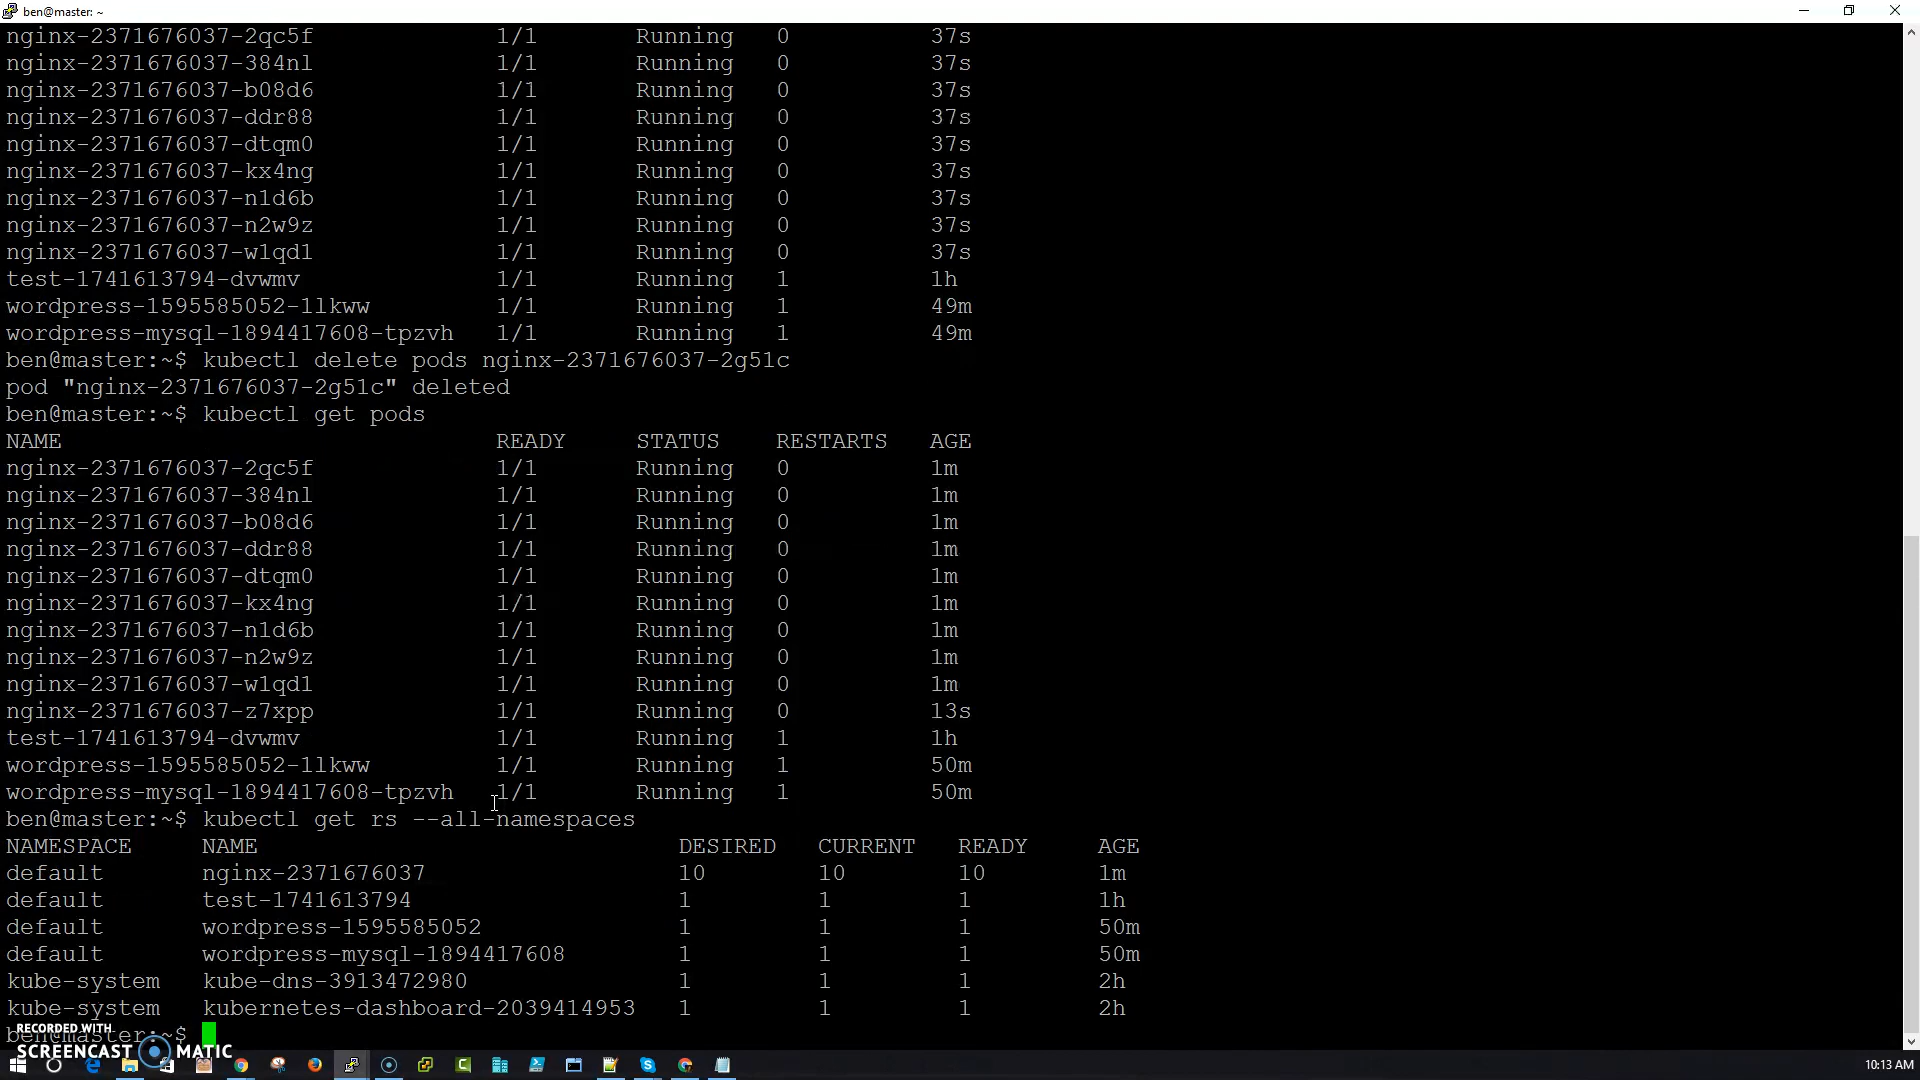 ben@master: ~
nginx-2371676037-2qc5f 1/1 Running 0 37s
nginx-2371676037-384nl 1/1 Running 0 37s
nginx-2371676037-b08d6 1/1 Running 0 37s
nginx-2371676037-ddr88 1/1 Running 0 37s
nginx-2371676037-dtqm0 1/1 Running 0 37s
nginx-2371676037-kx4ng 1/1 Running 0 37s
nginx-2371676037-n1d6b 1/1 Running 0 37s
nginx-2371676037-n2w9z 1/1 Running 0 37s
nginx-2371676037-w1qd1 1/1 Running 0 37s
test-1741613794-dvwmv 1/1 Running 1 1h
wordpress-1595585052-1lkww 1/1 Running 1 49m
wordpress-mysql-1894417608-tpzvh 1/1 Running 1 49m
ben@master:~$ kubectl delete pods nginx-2371676037-2g51c
pod "nginx-2371676037-2g51c" deleted
ben@master:~$ kubectl get pods
NAME READY STATUS RESTARTS AGE
nginx-2371676037-2qc5f 1/1 Running 0 1m
nginx-2371676037-384nl 1/1 Running 0 1m
nginx-2371676037-b08d6 1/1 Running 0 1m
nginx-2371676037-ddr88 1/1 Running 0 1m
nginx-2371676037-dtqm0 1/1 Running 0 1m
nginx-2371676037-kx4ng 1/1 Running 0 1m
nginx-2371676037-n1d6b 1/1 Running 0 1m
nginx-2371676037-n2w9z 1/1 Running 0 1m
nginx-2371676037-w1qd1 1/1 Running 0 1m
nginx-2371676037-z7xpp 1/1 Running 0 13s
test-1741613794-dvwmv 1/1 Running 1 1h
wordpress-1595585052-1lkww 1/1 Running 1 50m
wordpress-mysql-1894417608-tpzvh 1/1 Running 1 50m
ben@master:~$ kubectl get rs --all-namespaces
NAMESPACE NAME DESIRED CURRENT READY AGE
default nginx-2371676037 10 10 10 1m
default test-1741613794 1 1 1 1h
default wordpress-1595585052 1 1 1 50m
default wordpress-mysql-1894417608 1 1 1 50m
kube-system kube-dns-3913472980 1 1 1 2h
kube-system kubernetes-dashboard-2039414953 1 1 1 2h
ben@master:~$
RECORDED WITH
SCREENCAST MATIC
10:13 AM